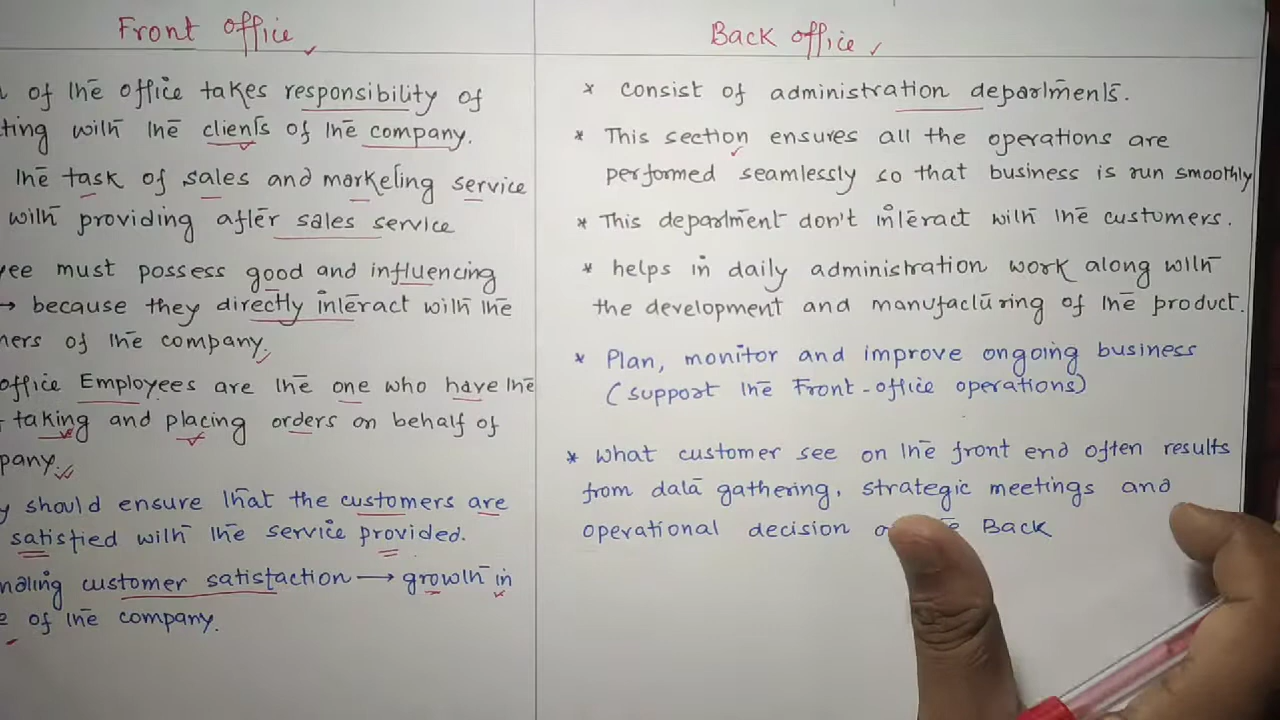 Front office
of the office takes responsibility of
ting with the clients of the company.
the task of sales and marketing service
with providing after sales service
yee must possess good and influencing
→ because they directly interact with the
ners of the company.
office Employees are the one who have the
taking and placing orders on behalf of
pany.
y should ensure that the customers are
satisfied with the service provided.
ndling customer satisfaction → growth in
e of the company.
Back office
* consist of administration departments.
* This section ensures all the operations are
performed seamlessly so that business is run smoothly
* This department don't interact with the customers.
* helps in daily administration work along with
the development and manufacturing of the product.
* Plan, monitor and improve ongoing business
(support the Front-office operations)
* What customer see on the front end often results
from data gathering, strategic meetings and
operational decision Back